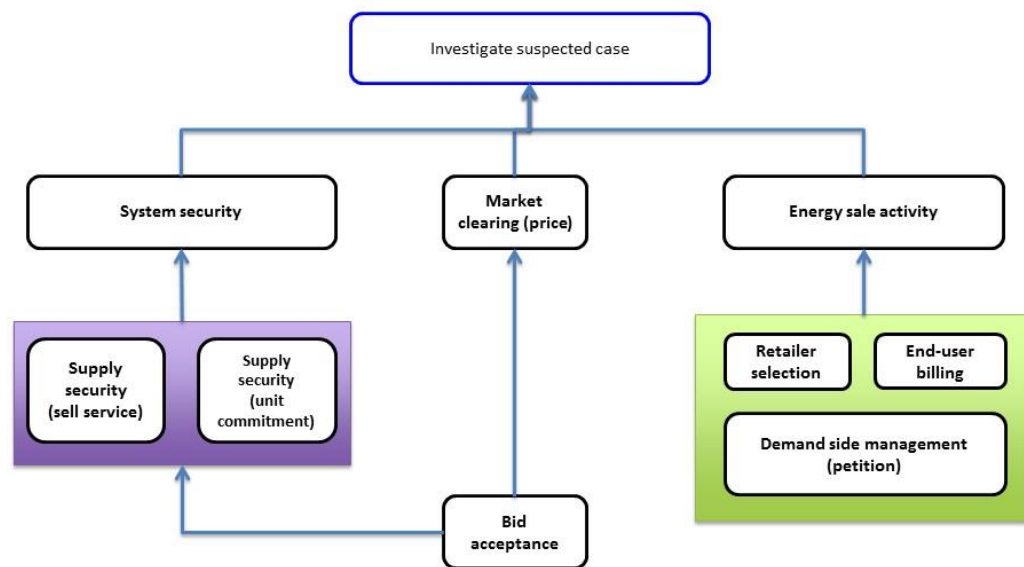 Investigate suspected case
System security
Market
clearing (price)
Energy sale activity
Supply
security
(sell service)
Supply
security
(unit
commitment)
Retailer
selection
End-user
billing
Demand side management
(petition)
Bid
acceptance